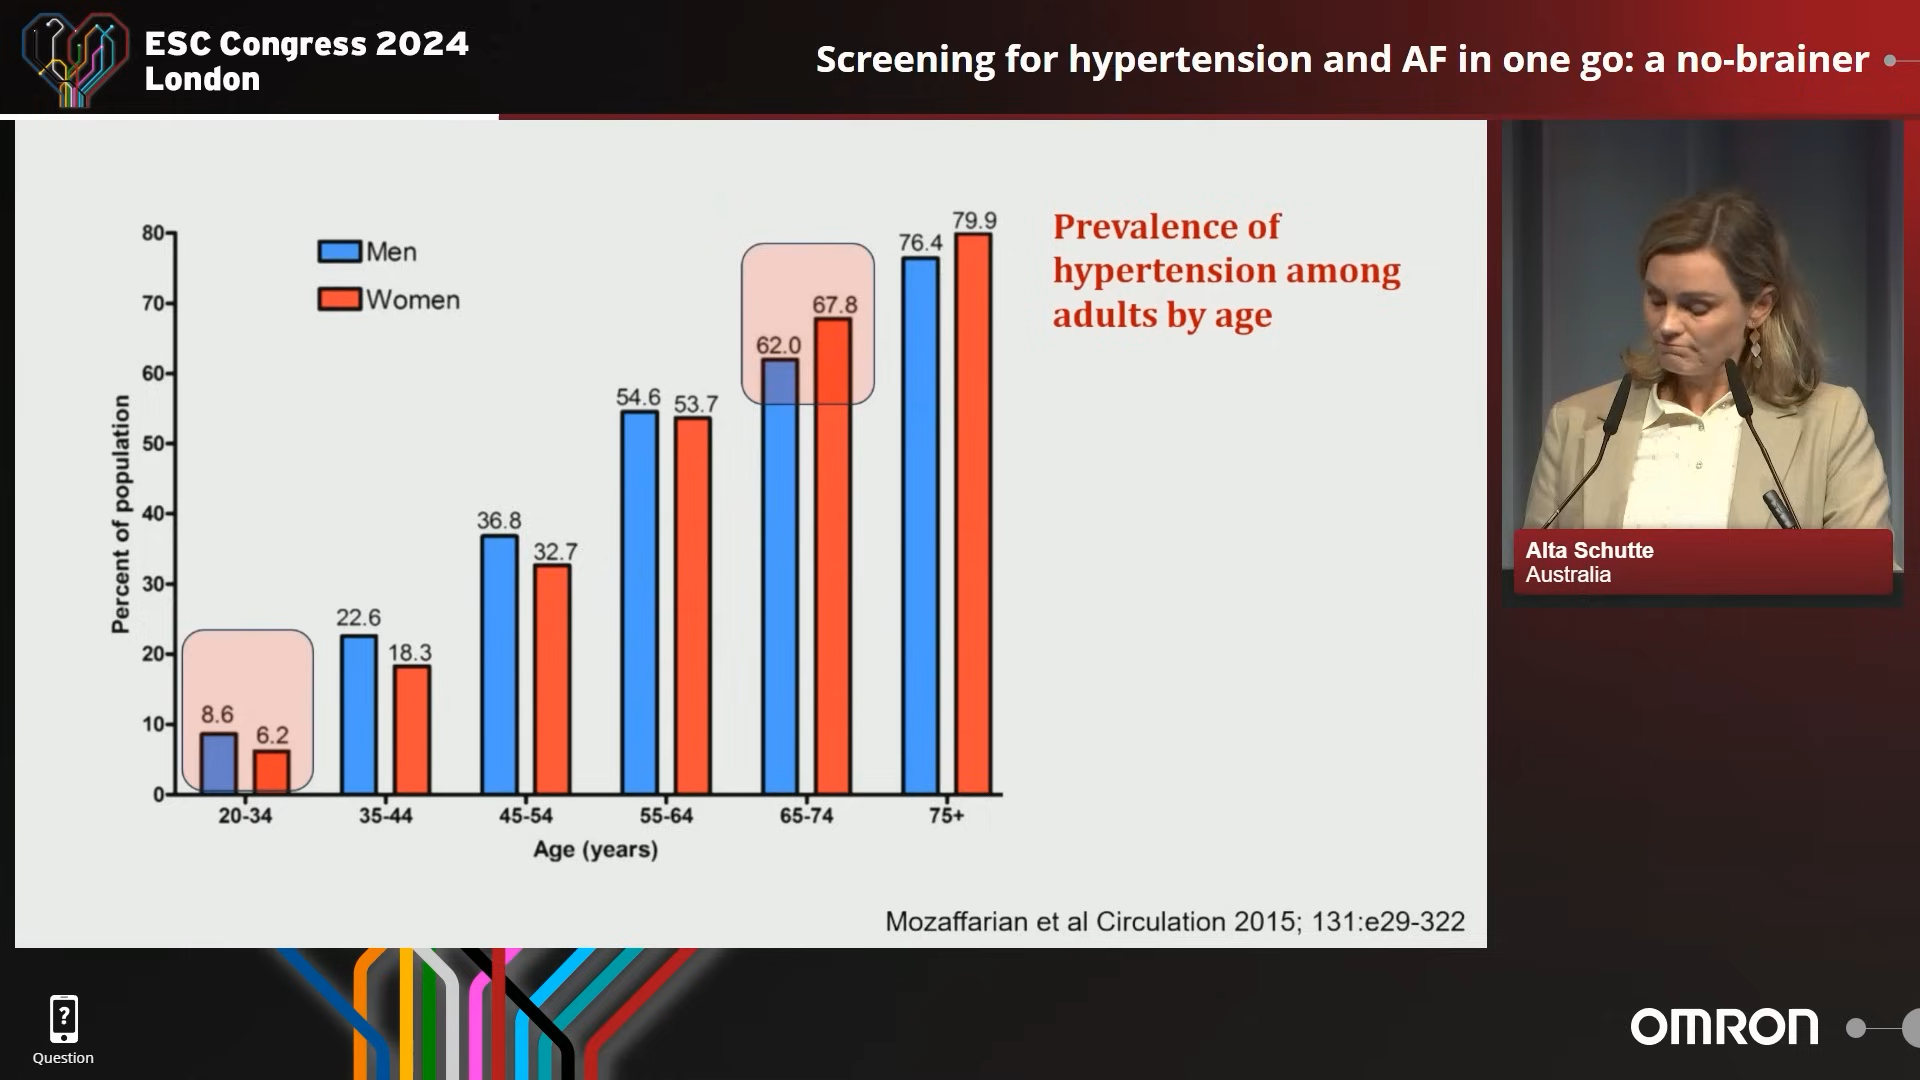 ESC Congress 2024
London
Screening for hypertension and AF in one go: a no-brainer
Prevalence of
hypertension among
adults by age
Men
Women
Percent of population
80
70
60
50
40
30
20
10
0
8.6
6.2
22.6
18.3
36.8
32.7
54.6
53.7
62.0
67.8
76.4
79.9
20-34
35-44
45-54
55-64
65-74
75+
Age (years)
Mozaffarian et al Circulation 2015; 131:e29-322
Alta Schutte
Australia
?
Question
OMRON